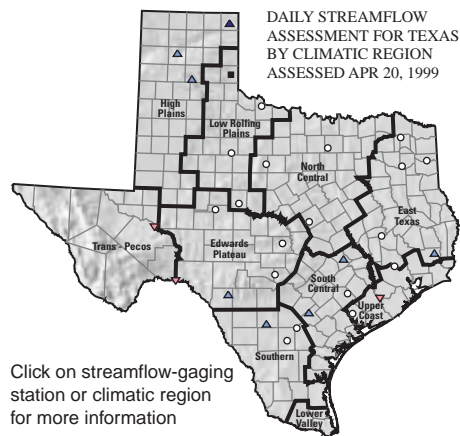 DAILY STREAMFLOW
ASSESSMENT FOR TEXAS
BY CLIMATIC REGION
ASSESSED APR 20, 1999
High
Plains
Low Rolling
Plains
North
Central
East
Texas
Trans - Pecos
Edwards
Plateau
South
Central
Upper
Coast
Southern
Lower
Valley
Click on streamflow-gaging
station or climatic region
for more information